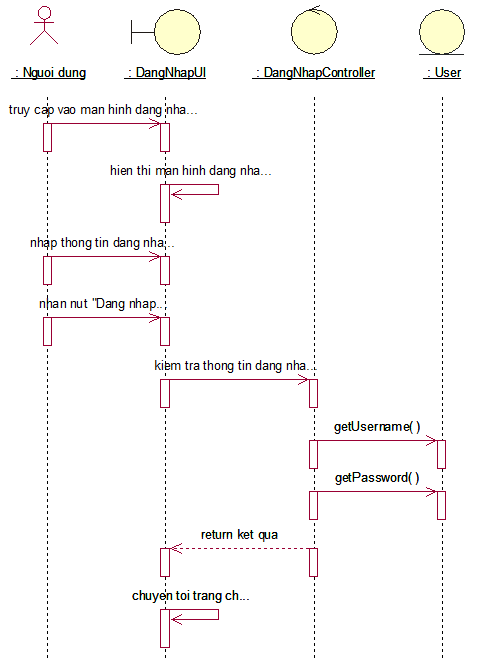 : Nguoi dung
: DangNhapUI
: DangNhapController
: User
truy cap vao man hinh dang nha...
hien thi man hinh dang nha...
nhap thong tin dang nha...
nhan nut "Dang nhap...
kiem tra thong tin dang nha...
getUsername( )
getPassword( )
return ket qua
chuyen toi trang ch...